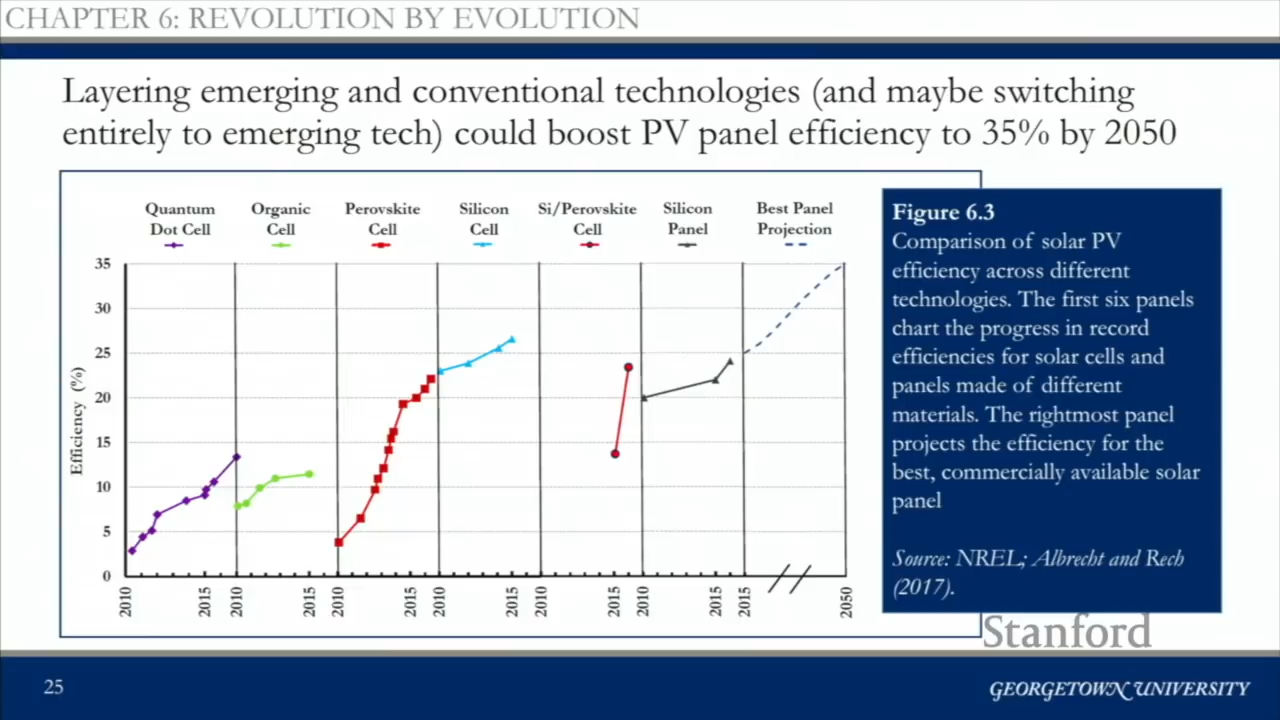 CHAPTER 6: REVOLUTION BY EVOLUTION
Layering emerging and conventional technologies (and maybe switching
entirely to emerging tech) could boost PV panel efficiency to 35% by 2050
Quantum
Dot Cell
Organic
Cell
Perovskite
Cell
Silicon
Cell
Si/Perovskite
Cell
Silicon
Panel
Best Panel
Projection
Efficiency (%)
35
30
25
20
15
10
5
0
2010
2015
2010
2015
2010
2015
2010
2015
2010
2015
2010
2015
2015
2050
Figure 6.3
Comparison of solar PV
efficiency across different
technologies. The first six panels
chart the progress in record
efficiencies for solar cells and
panels made of different
materials. The rightmost panel
projects the efficiency for the
best, commercially available solar
panel
Source: NREL; Albrecht and Rech
(2017).
Stanford
25
GEORGETOWN UNIVERSITY